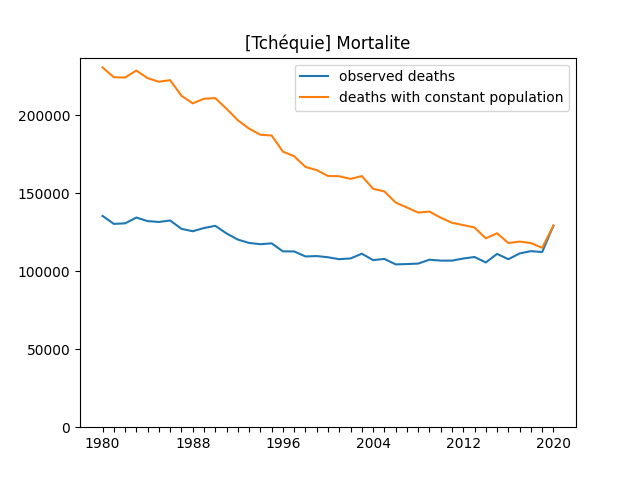 [Tchéquie] Mortalite
observed deaths
deaths with constant population
200000
150000
100000
50000
0
1980 1988 1996 2004 2012 2020